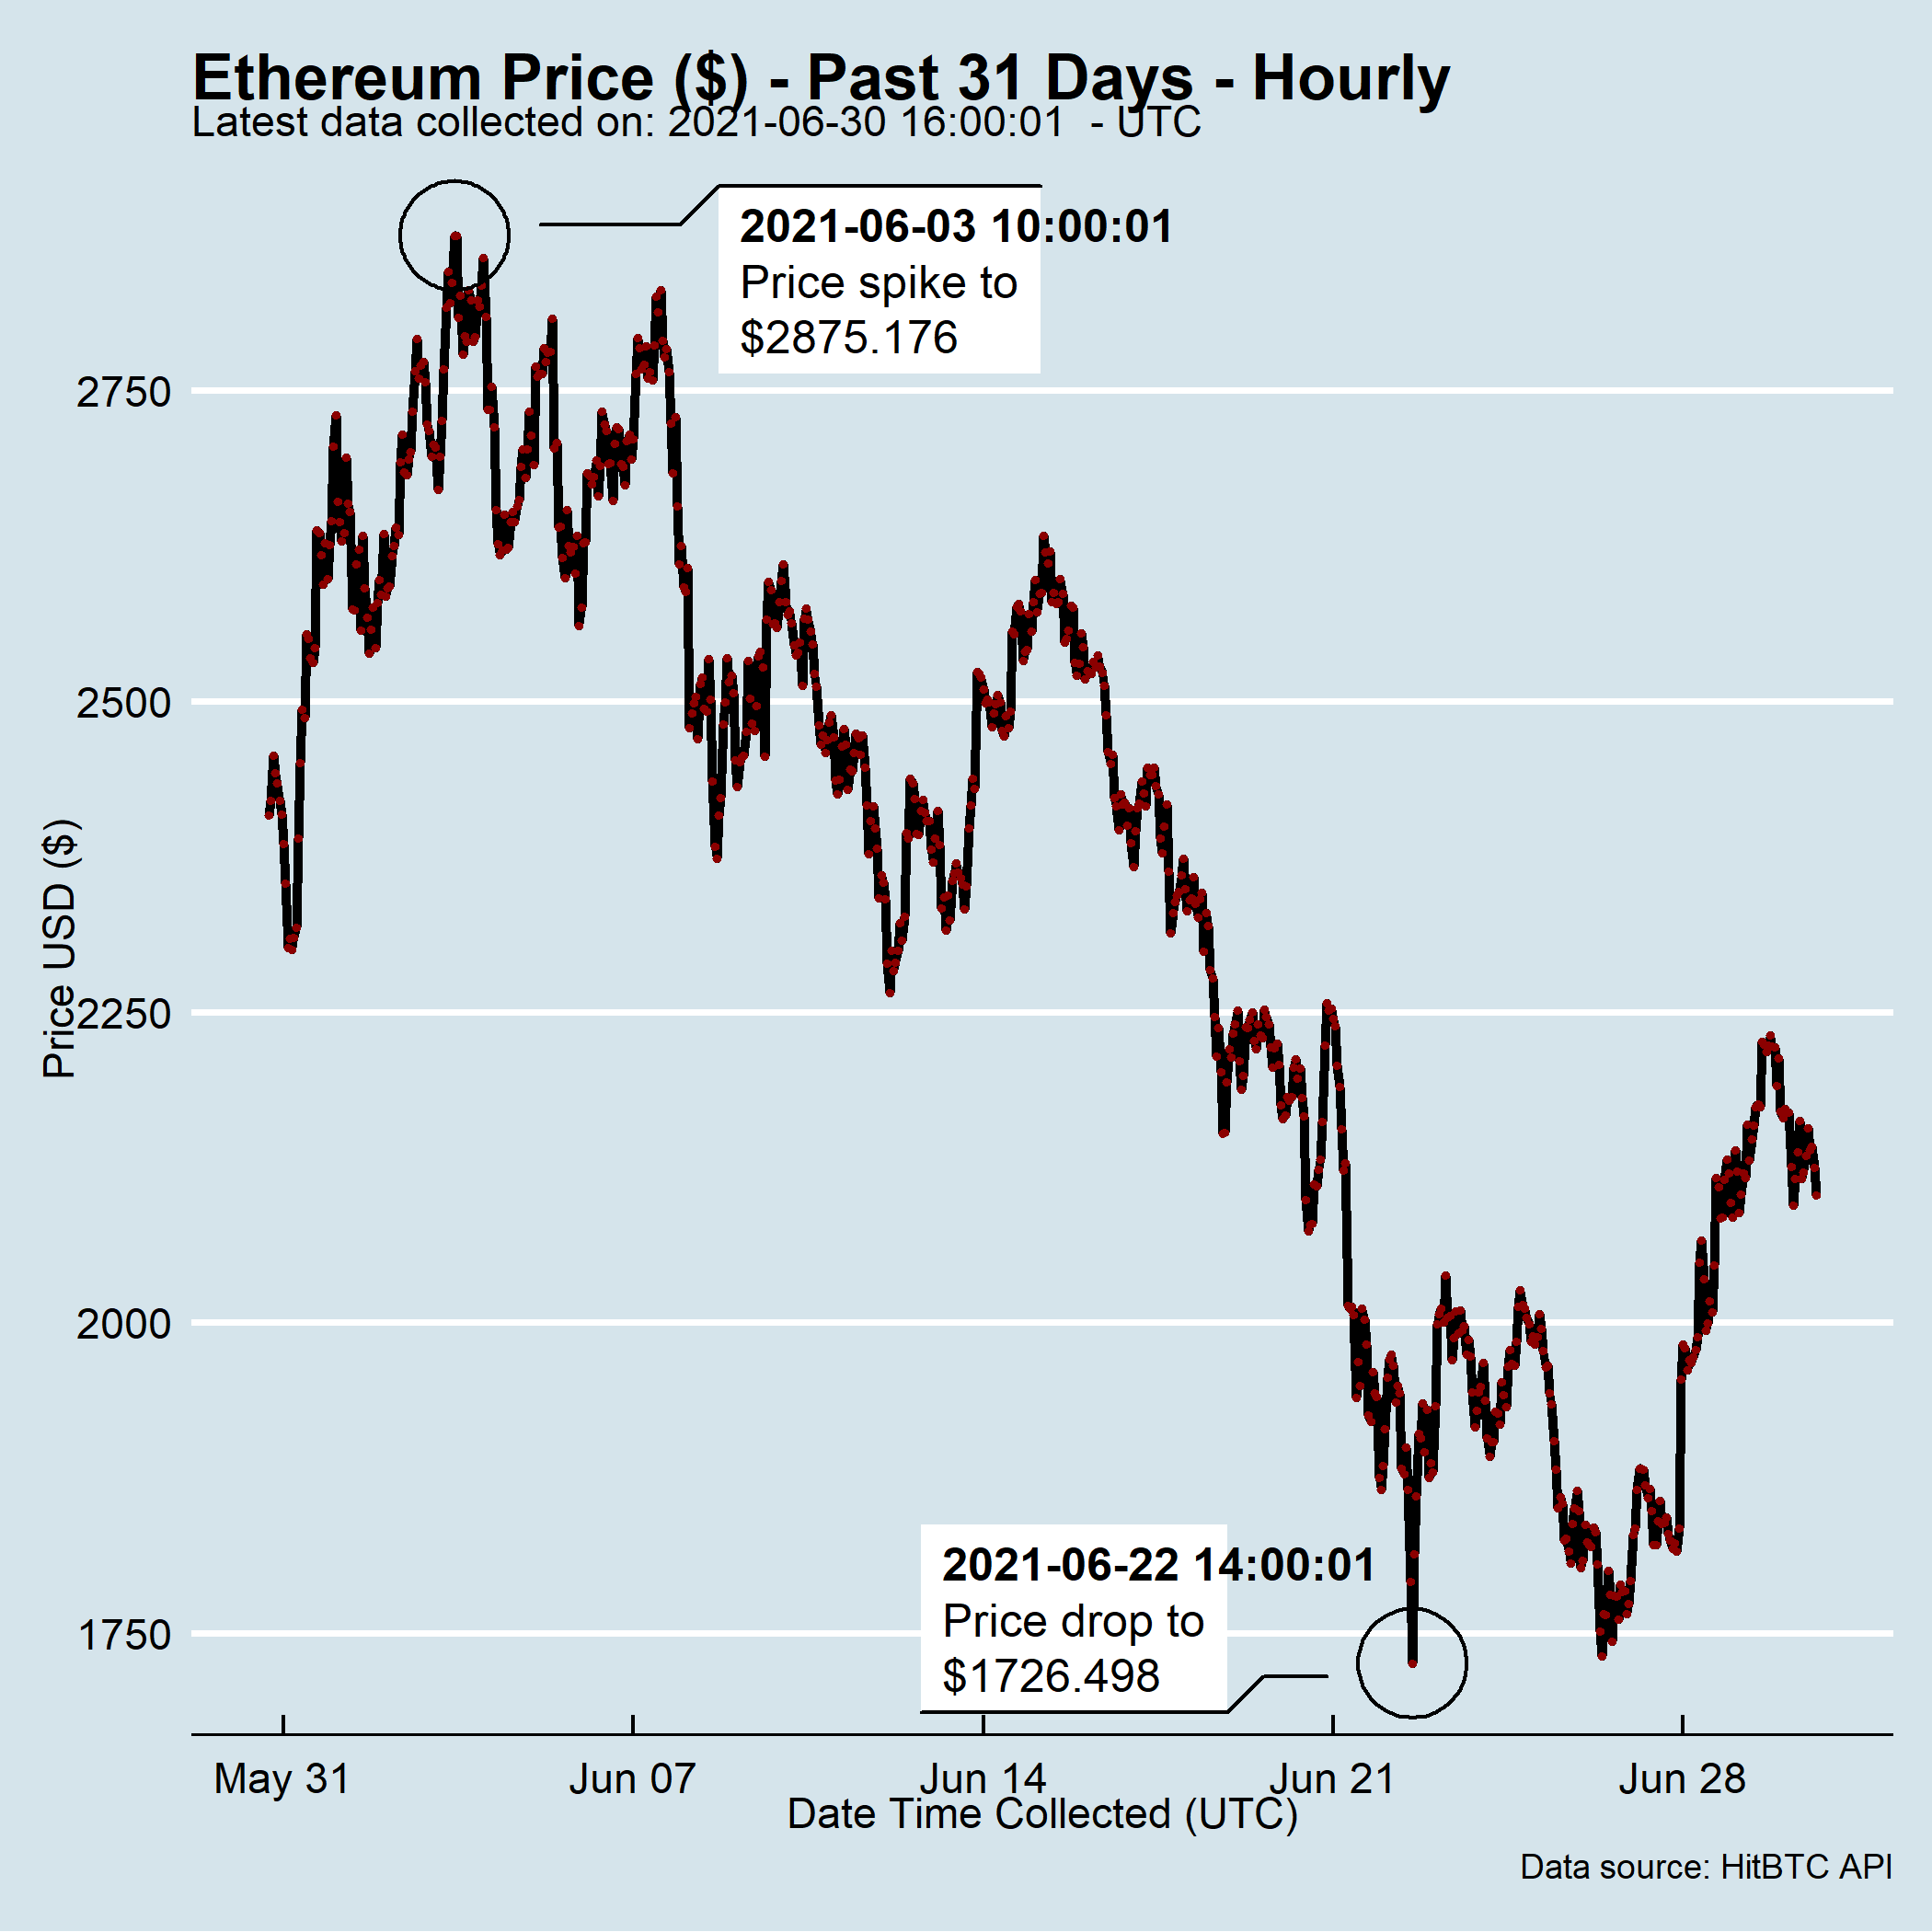 Ethereum Price ($) - Past 31 Days - Hourly
Latest data collected on: 2021-06-30 16:00:01  - UTC
2021-06-03 10:00:01
Price spike to
$2875.176
2750
2500
2250
2000
1750
Price USD ($)
2021-06-22 14:00:01
Price drop to
$1726.498
May 31
Jun 07
Jun 14
Jun 21
Jun 28
Date Time Collected (UTC)
Data source: HitBTC API